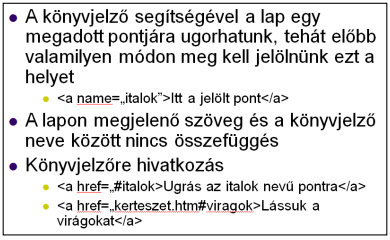 A könyvjelző segítségével a lap egy
megadott pontjára ugorhatunk, tehát előbb
valamilyen módon meg kell jelölnünk ezt a
helyet
<a name=„italok”>Itt a jelölt pont</a>
A lapon megjelenő szöveg és a könyvjelző
neve között nincs összefüggés
Könyvjelzőre hivatkozás
<a href=„#italok>Ugrás az italok nevű pontra</a>
<a href=„kerteszet.htm#viragok>Lássuk a
virágokat</a>